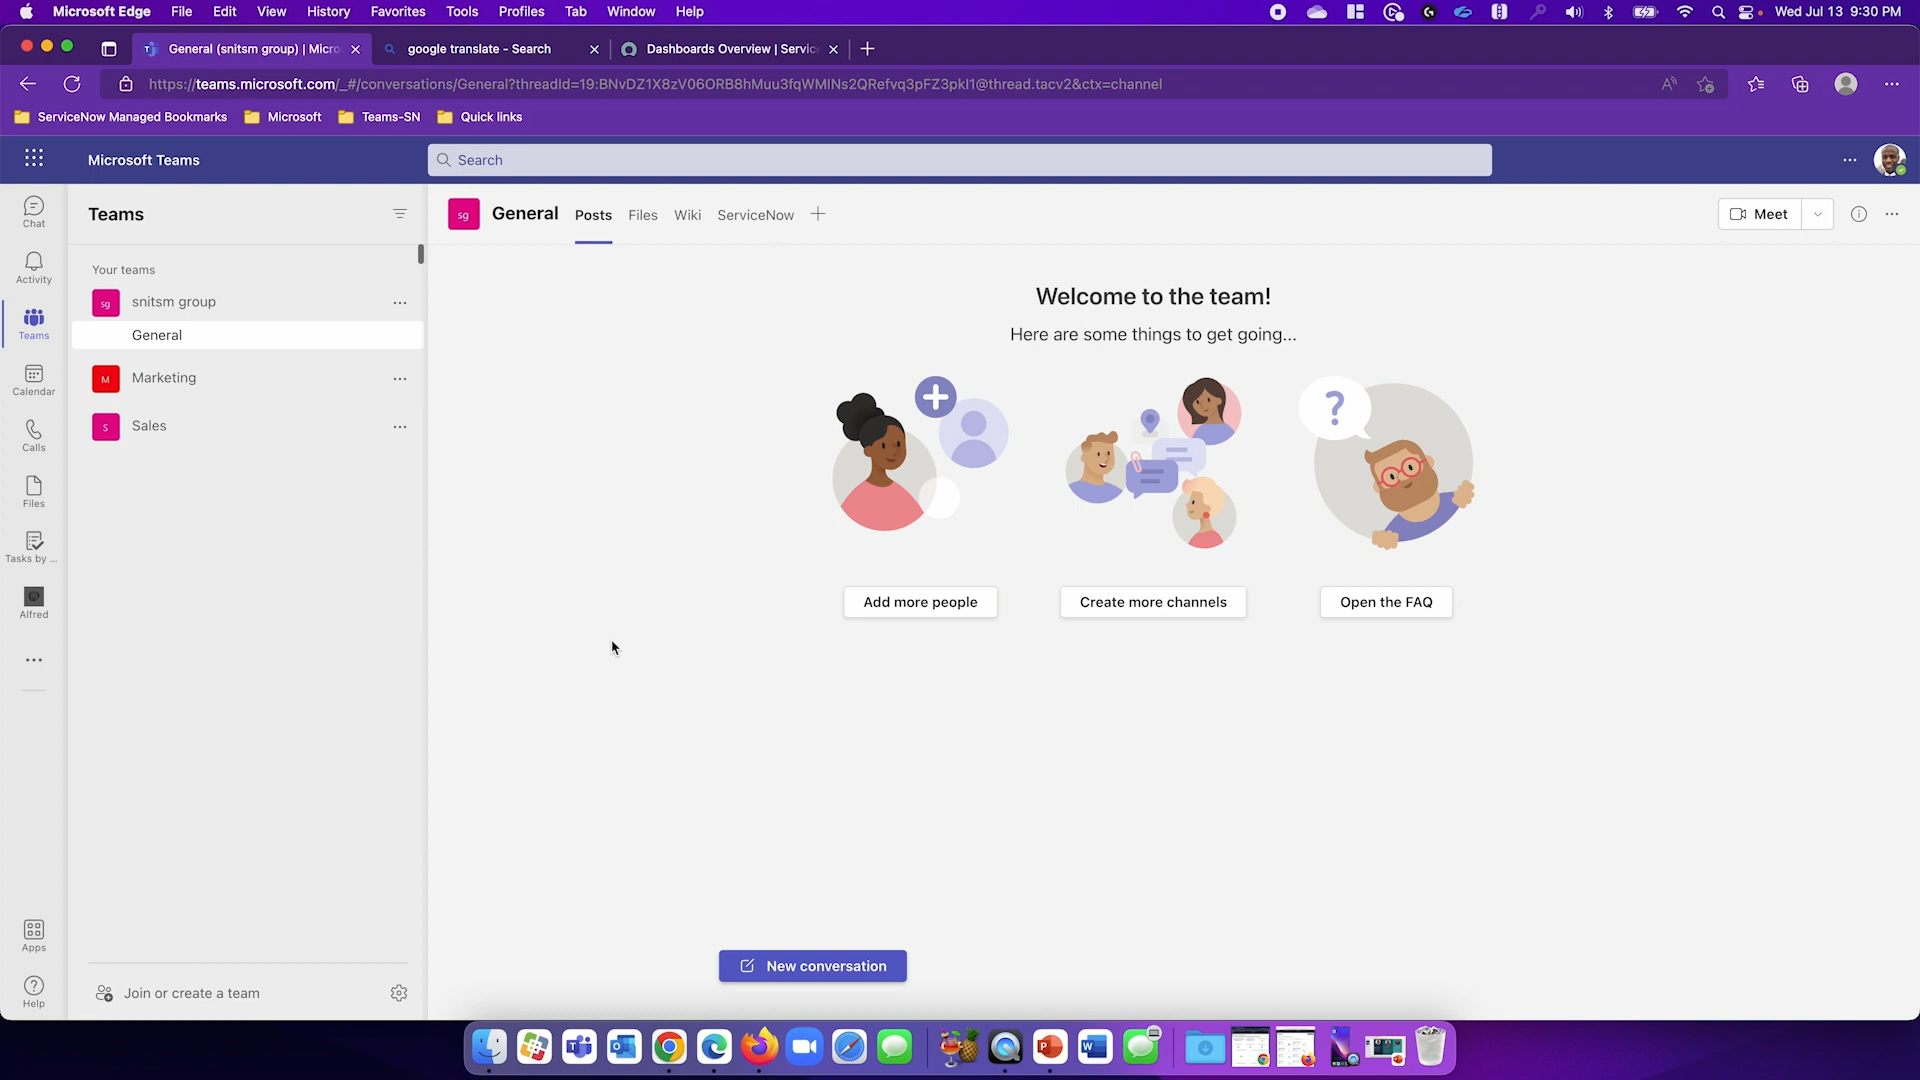 Microsoft Edge File Edit View History Favorites Tools Profiles Tab Window Help Wed Jul 13 9:30 PM
General (snitsm group) | Micro google translate - Search Dashboards Overview | Servic
https://teams.microsoft.com/_#/conversations/General?threadId=19:BNvDZ1X8zV06ORB8hMuu3fqWMINs2QRefvq3pFZ3pkI1@thread.tacv2&ctx=channel
ServiceNow Managed Bookmarks Microsoft Teams-SN Quick links
Microsoft Teams Search
Chat
Activity
Teams
Calendar
Calls
Files
Tasks by ...
Alfred
Apps
Help
Teams
Your teams
sg snitsm group
General
M Marketing
S Sales
Join or create a team
sg General Posts Files Wiki ServiceNow
Meet
Welcome to the team!
Here are some things to get going...
?
Add more people Create more channels Open the FAQ
New conversation